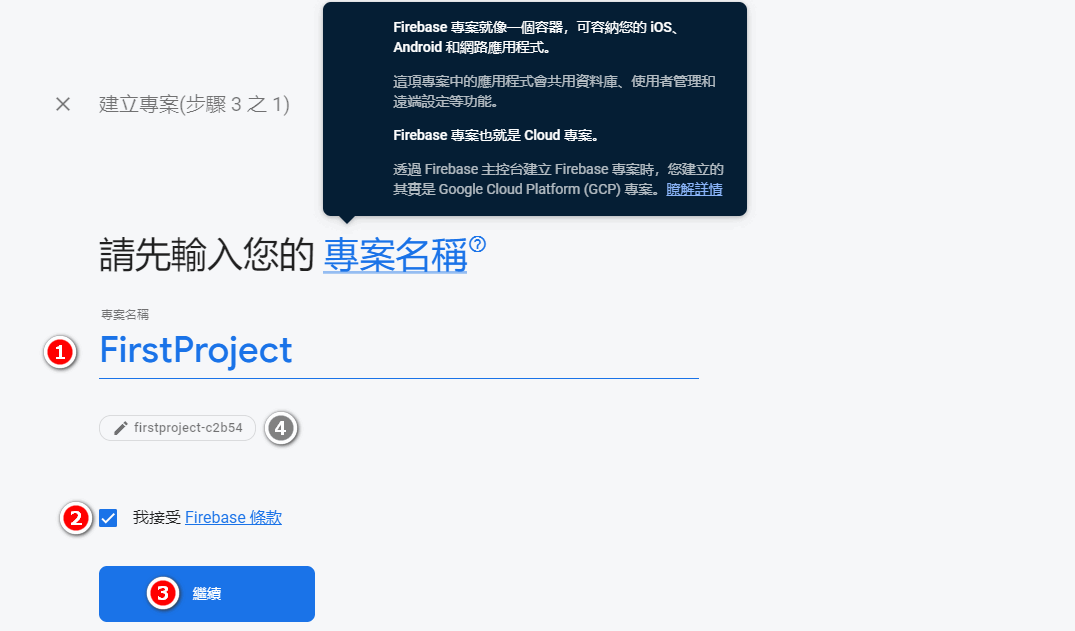 Firebase 專案就像一個容器，可容納您的 iOS、
Android 和網路應用程式。
這項專案中的應用程式會共用資料庫、使用者管理和
遠端設定等功能。
Firebase 專案也就是 Cloud 專案。
透過 Firebase 主控台建立 Firebase 專案時，您建立的
其實是 Google Cloud Platform (GCP) 專案。瞭解詳情
建立專案(步驟 3 之 1)
請先輸入您的 專案名稱?
專案名稱
1 FirstProject
firstproject-c2b54 4
2 我接受 Firebase 條款
3 繼續